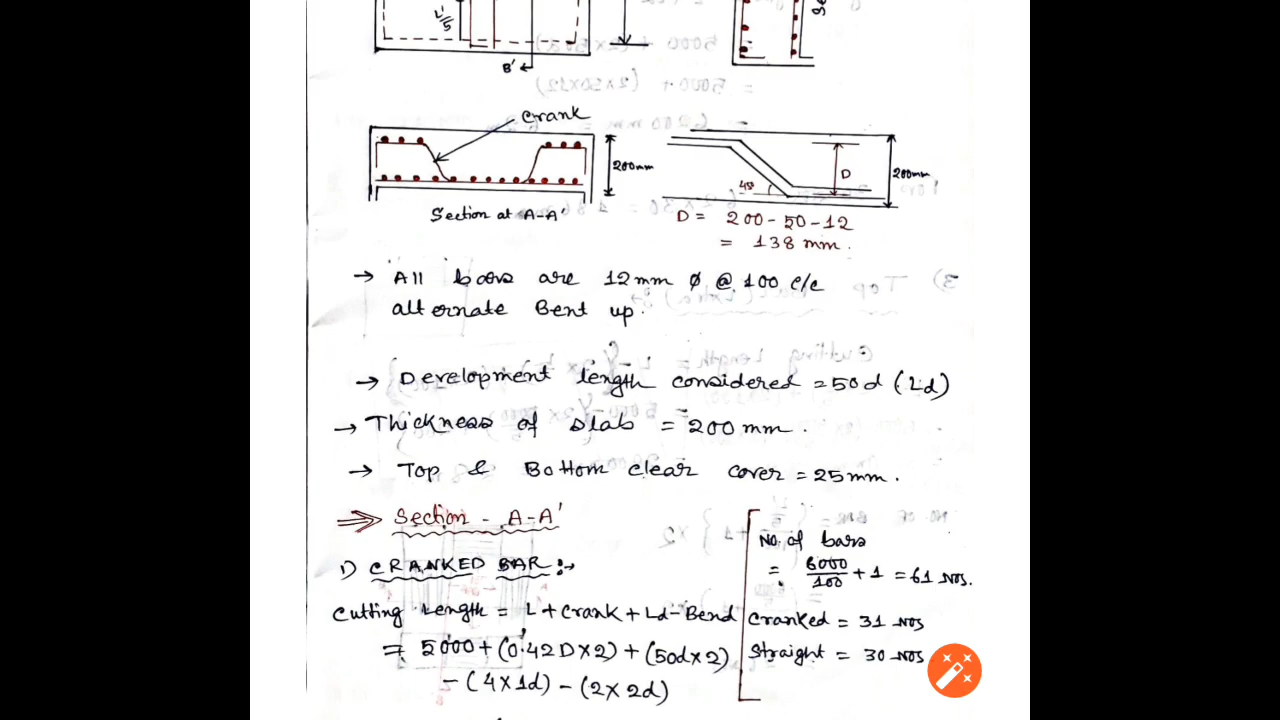 L'/5
B'
crank
200mm
D
200mm
45°
Section at A-A'
D = 200-50-12
= 138 mm.
→ All bars are 12mm ϕ @ 100 c/c
alternate Bent up.
→ Development length considered = 50d (Ld)
→ Thickness of slab = 200 mm.
→ Top & Bottom clear cover = 25mm.
⇒ Section - A-A'
1) CRANKED BAR :→
Cutting Length = L + Crank + Ld - Bend
= 5000 + (0.42D×2) + (50d×2)
- (4×1d) - (2×2d)
No. of bars
= 6000/100 + 1 = 61 Nos.
Cranked = 31 Nos
Straight = 30 Nos